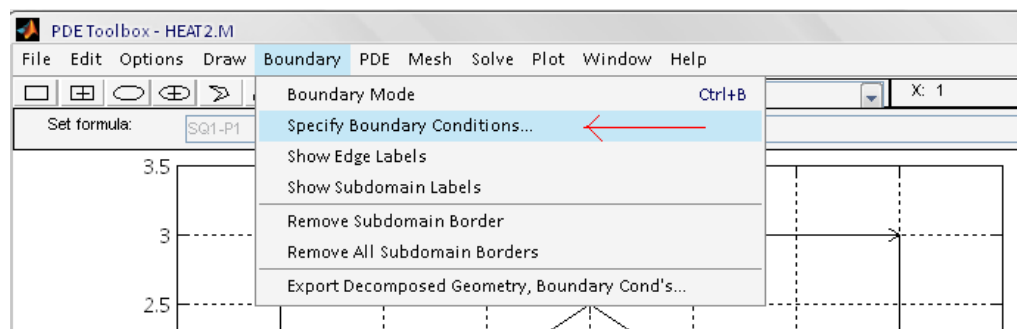 PDE Toolbox - HEAT2.M
File Edit Options Draw Boundary PDE Mesh Solve Plot Window Help
X: 1
Set formula: SQ1-P1
Boundary Mode Ctrl+B
Specify Boundary Conditions...
Show Edge Labels
Show Subdomain Labels
Remove Subdomain Border
Remove All Subdomain Borders
Export Decomposed Geometry, Boundary Cond's...
3.5
3
2.5